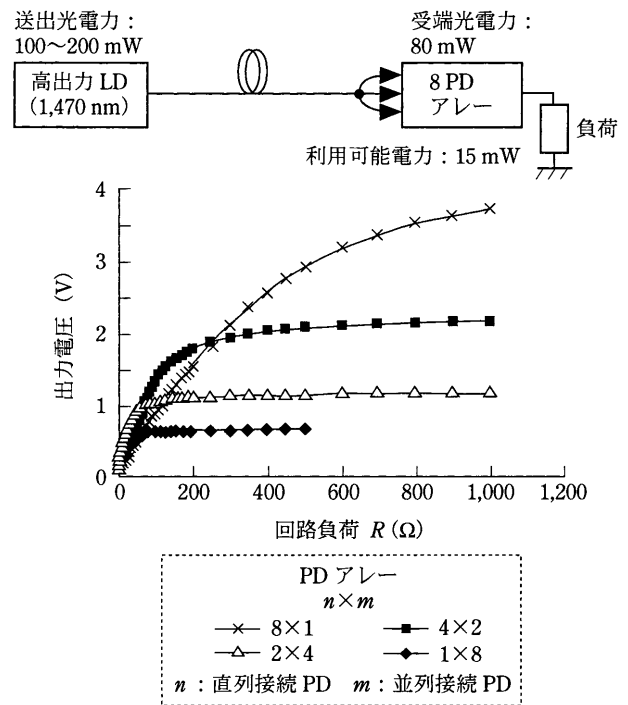 送出光電力：
100〜200 mW
高出力 LD
(1,470 nm)
受端光電力：
80 mW
8 PD
アレー
負荷
利用可能電力：15 mW
出力電圧 (V)
4
3
2
1
0
0 200 400 600 800 1,000 1,200
回路負荷 R (Ω)
PD アレー
n×m
8×1 4×2
2×4 1×8
n：直列接続 PD m：並列接続 PD